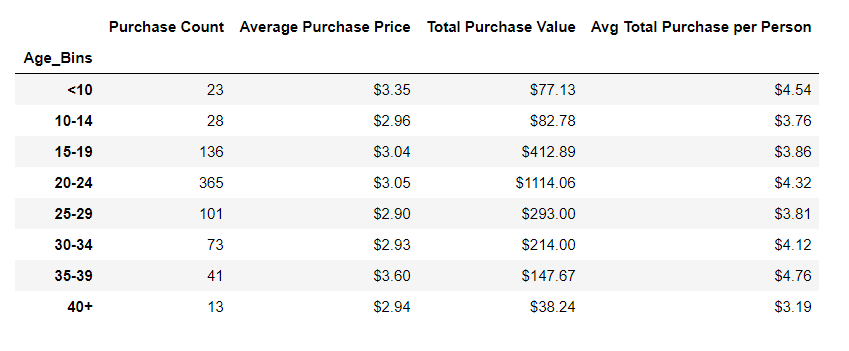 Purchase Count Average Purchase Price Total Purchase Value Avg Total Purchase per Person
Age_Bins
<10 23 $3.35 $77.13 $4.54
10-14 28 $2.96 $82.78 $3.76
15-19 136 $3.04 $412.89 $3.86
20-24 365 $3.05 $1114.06 $4.32
25-29 101 $2.90 $293.00 $3.81
30-34 73 $2.93 $214.00 $4.12
35-39 41 $3.60 $147.67 $4.76
40+ 13 $2.94 $38.24 $3.19